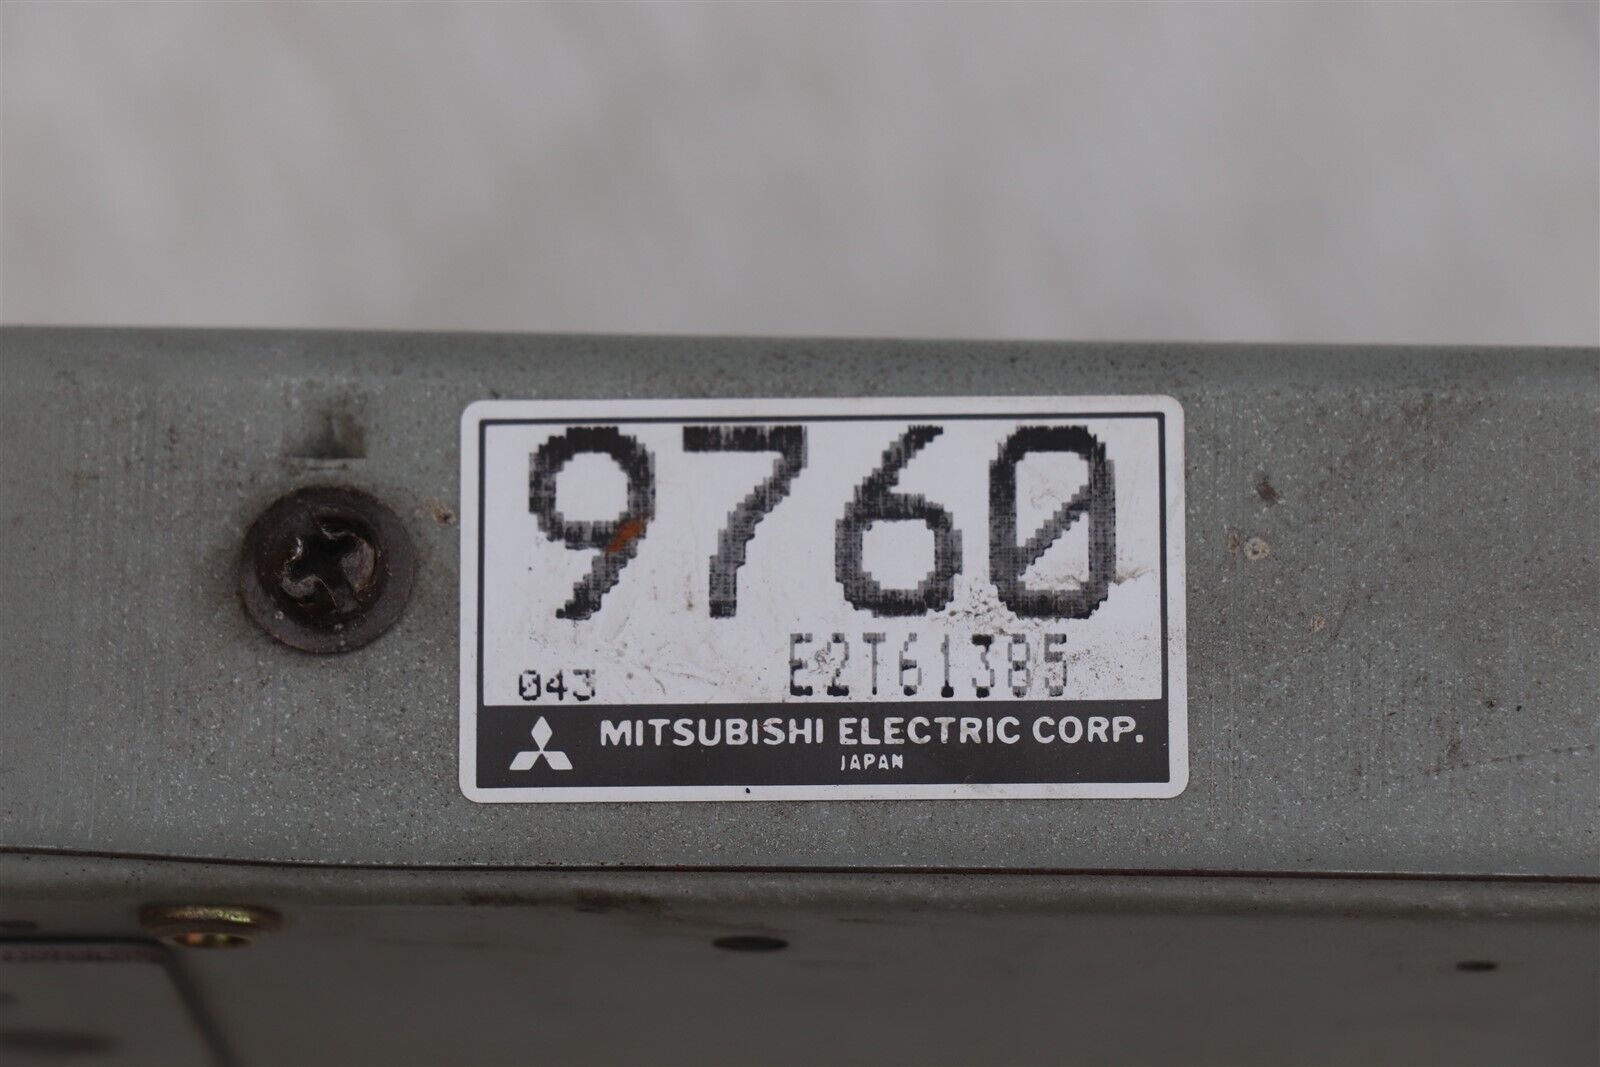 9760
043 E2T61385
MITSUBISHI ELECTRIC CORP.
JAPAN